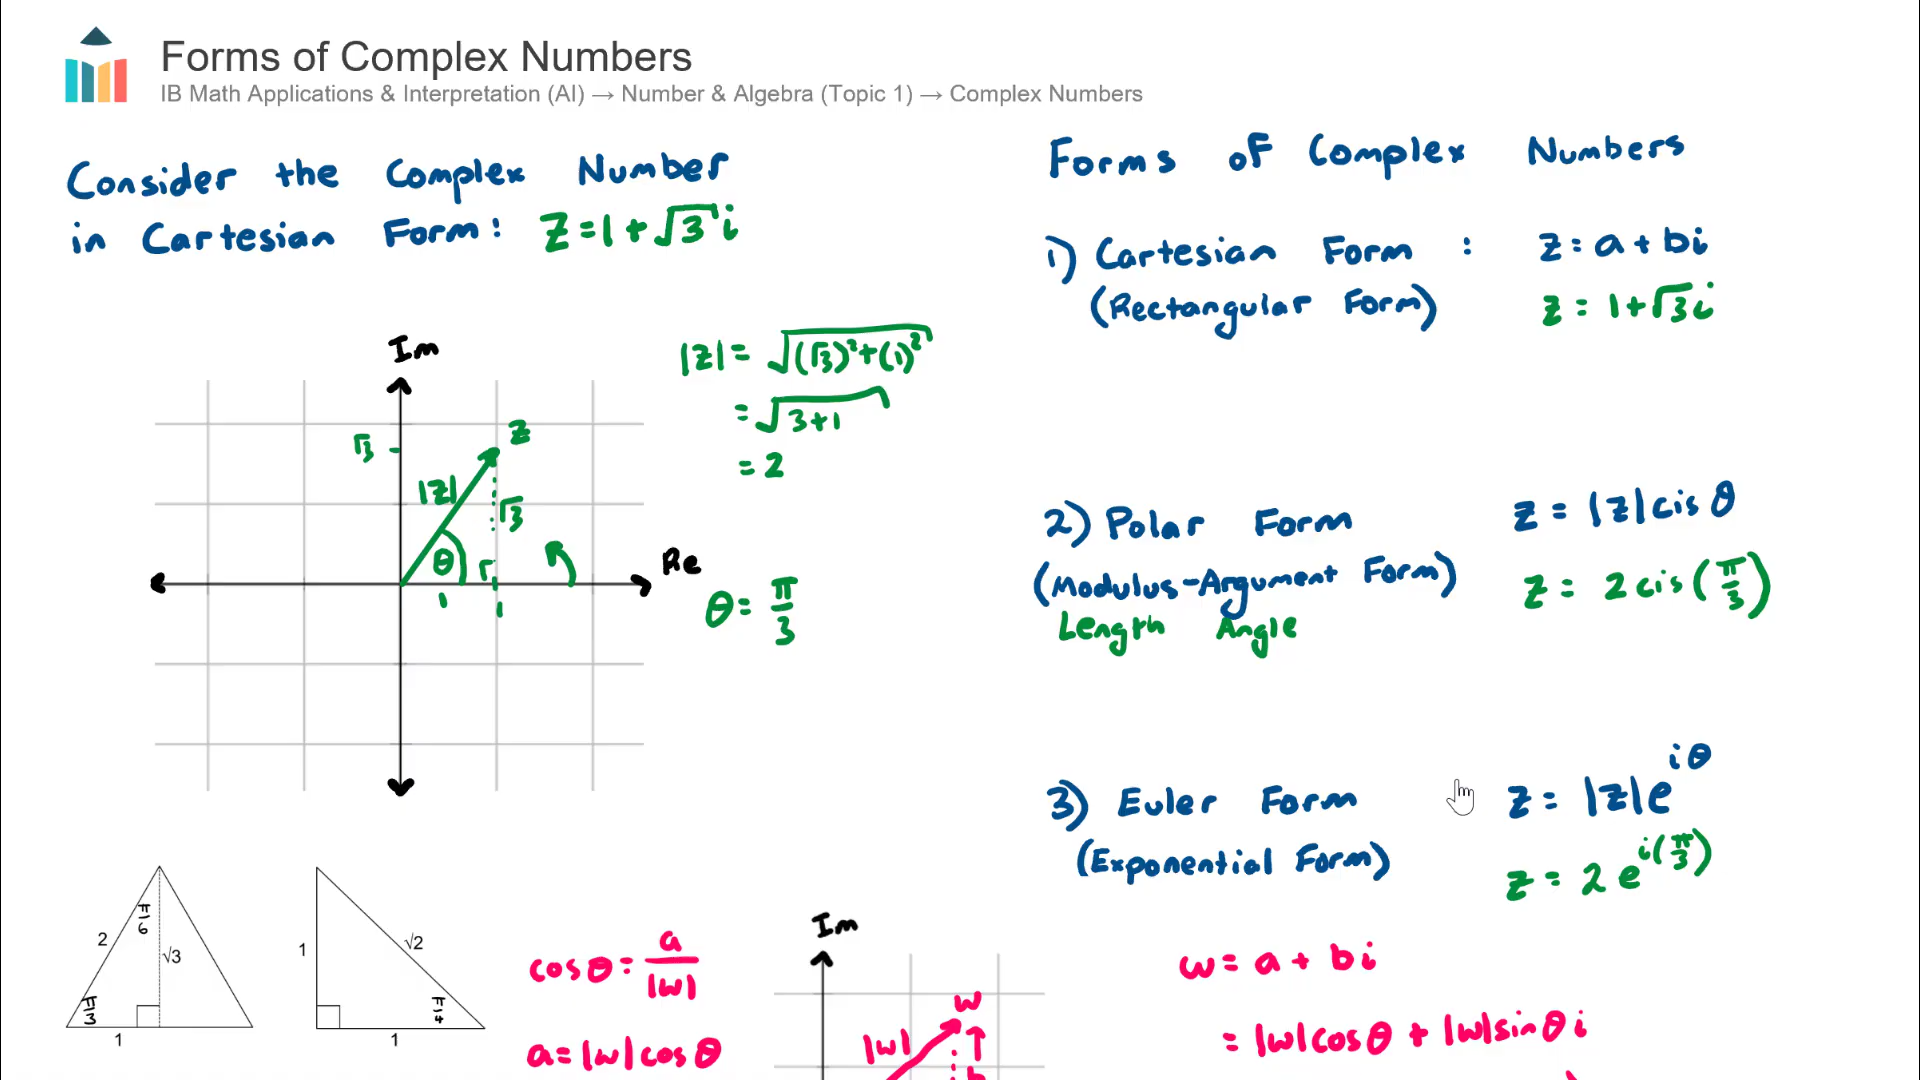 Forms of Complex Numbers
IB Math Applications & Interpretation (AI) → Number & Algebra (Topic 1) → Complex Numbers
Consider the Complex Number
in Cartesian Form: z=1+√3i
Im
√3
z
|z|
√3
θ
1
1
Re
|z|= √((√3)²+(1)²)
=√(3+1)
=2
θ= π/3
Forms of Complex Numbers
1) Cartesian Form : z=a+bi
(Rectangular Form) z = 1+√3i
2) Polar Form z = |z|cis θ
(Modulus-Argument Form) z = 2cis(π/3)
Length Angle
3) Euler Form z= |z|e^(iθ)
(Exponential Form) z = 2e^(i(π/3))
π/6
2
√3
π/3
1
1
√2
π/4
1
cosθ= a/|w|
a=|w|cosθ
Im
w
|w|
b
w= a+bi
= |w|cosθ + |w|sinθi